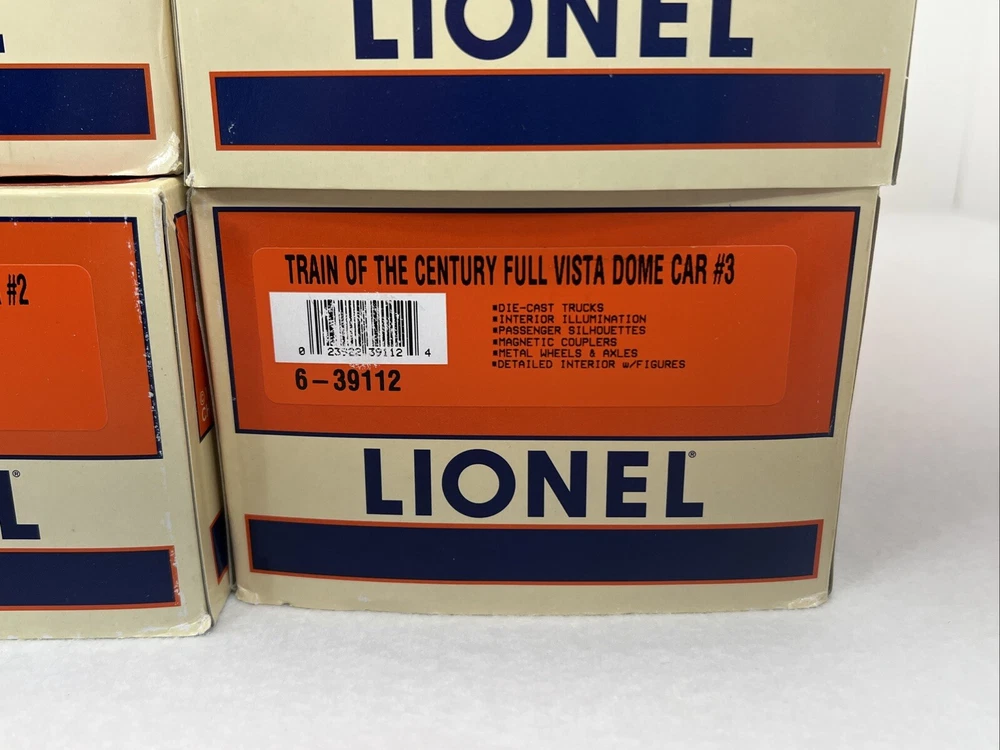 LIONEL
#2
TRAIN OF THE CENTURY FULL VISTA DOME CAR #3
■DIE-CAST TRUCKS
■INTERIOR ILLUMINATION
■PASSENGER SILHOUETTES
■MAGNETIC COUPLERS
■METAL WHEELS & AXLES
■DETAILED INTERIOR w/FIGURES
0 23922 39112 4
6-39112
L®
LIONEL®